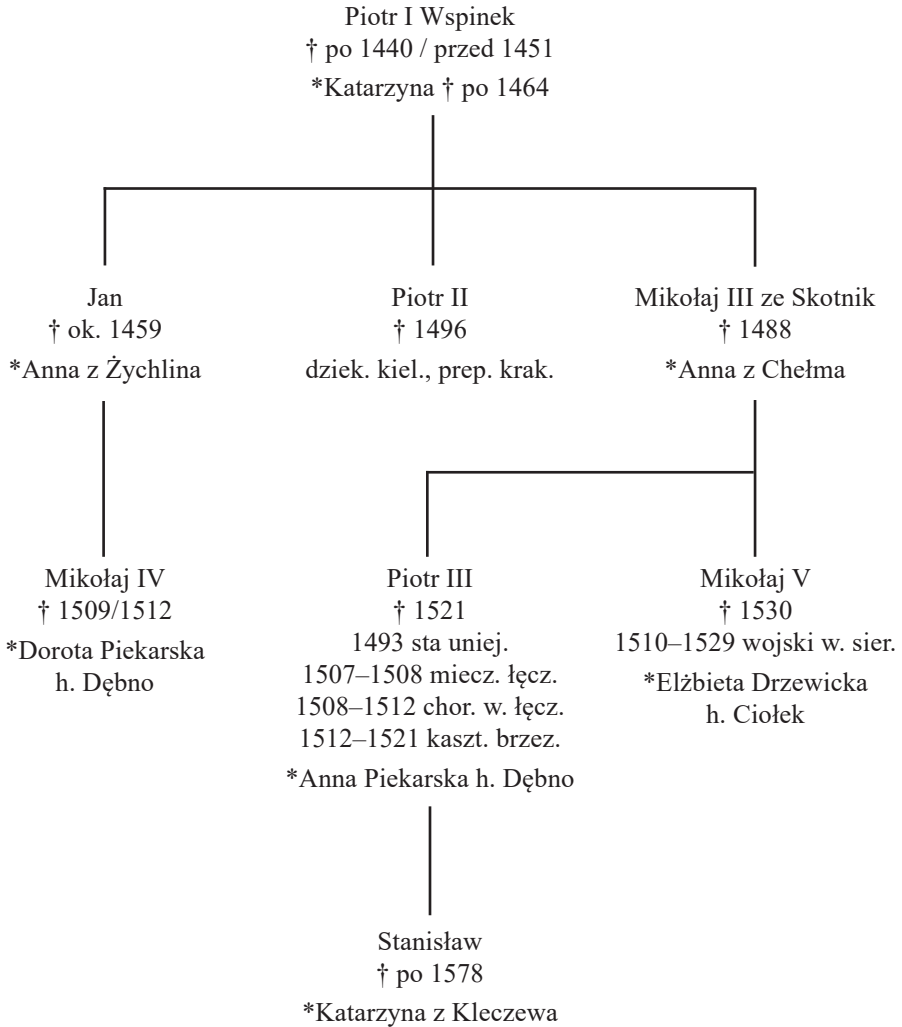 Piotr I Wspinek
† po 1440 / przed 1451
*Katarzyna † po 1464
Jan
† ok. 1459
*Anna z Żychlina
Piotr II
† 1496
dziek. kiel., prep. krak.
Mikołaj III ze Skotnik
† 1488
*Anna z Chełma
Mikołaj IV
† 1509/1512
*Dorota Piekarska
h. Dębno
Piotr III
† 1521
1493 sta uniej.
1507–1508 miecz. łęcz.
1508–1512 chor. w. łęcz.
1512–1521 kaszt. brzez.
*Anna Piekarska h. Dębno
Mikołaj V
† 1530
1510–1529 wojski w. sier.
*Elżbieta Drzewicka
h. Ciołek
Stanisław
† po 1578
*Katarzyna z Kleczewa